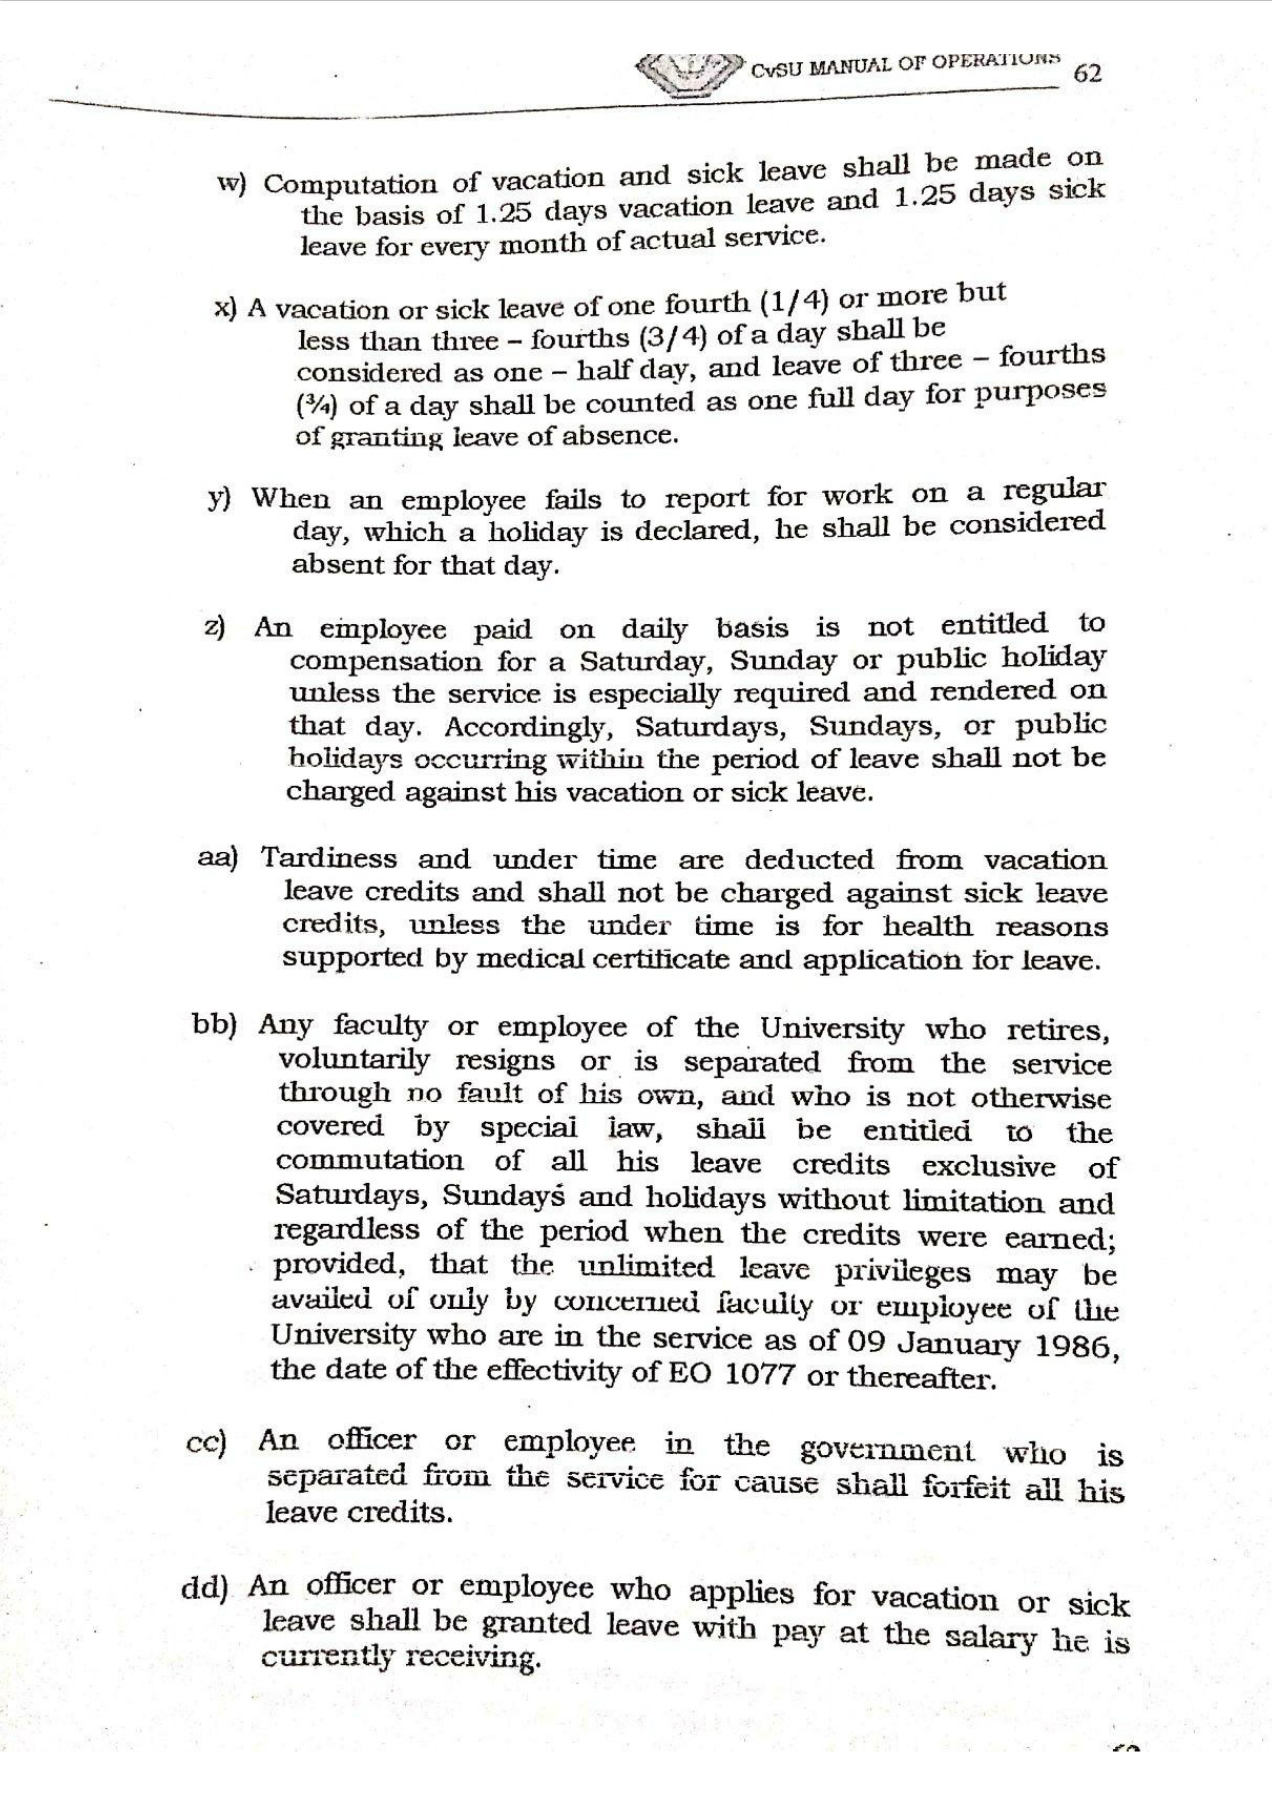 CvSU MANUAL OF OPERATIONS
62
w) Computation of vacation and sick leave shall be made on
the basis of 1.25 days vacation leave and 1.25 days sick
leave for every month of actual service.
x) A vacation or sick leave of one fourth (1/4) or more but
less than three – fourths (3/4) of a day shall be
considered as one – half day, and leave of three – fourths
(¾) of a day shall be counted as one full day for purposes
of granting leave of absence.
y) When an employee fails to report for work on a regular
day, which a holiday is declared, he shall be considered
absent for that day.
z) An employee paid on daily basis is not entitled to
compensation for a Saturday, Sunday or public holiday
unless the service is especially required and rendered on
that day. Accordingly, Saturdays, Sundays, or public
holidays occurring within the period of leave shall not be
charged against his vacation or sick leave.
aa) Tardiness and under time are deducted from vacation
leave credits and shall not be charged against sick leave
credits, unless the under time is for health reasons
supported by medical certificate and application for leave.
bb) Any faculty or employee of the University who retires,
voluntarily resigns or is separated from the service
through no fault of his own, and who is not otherwise
covered by special law, shall be entitled to the
commutation of all his leave credits exclusive of
Saturdays, Sundays and holidays without limitation and
regardless of the period when the credits were earned;
provided, that the unlimited leave privileges may be
availed of only by concerned faculty or employee of the
University who are in the service as of 09 January 1986,
the date of the effectivity of EO 1077 or thereafter.
cc) An officer or employee in the government who is
separated from the service for cause shall forfeit all his
leave credits.
dd) An officer or employee who applies for vacation or sick
leave shall be granted leave with pay at the salary he is
currently receiving.